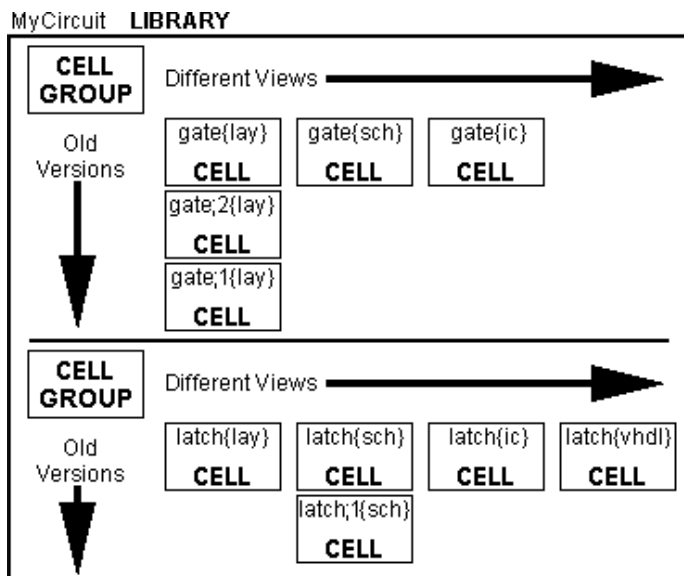 MyCircuit LIBRARY
CELL
GROUP
Different Views
Old
Versions
gate{lay}
CELL
gate{sch}
CELL
gate{ic}
CELL
gate;2{lay}
CELL
gate;1{lay}
CELL
CELL
GROUP
Different Views
Old
Versions
latch{lay}
CELL
latch{sch}
CELL
latch{ic}
CELL
latch{vhdl}
CELL
latch;1{sch}
CELL